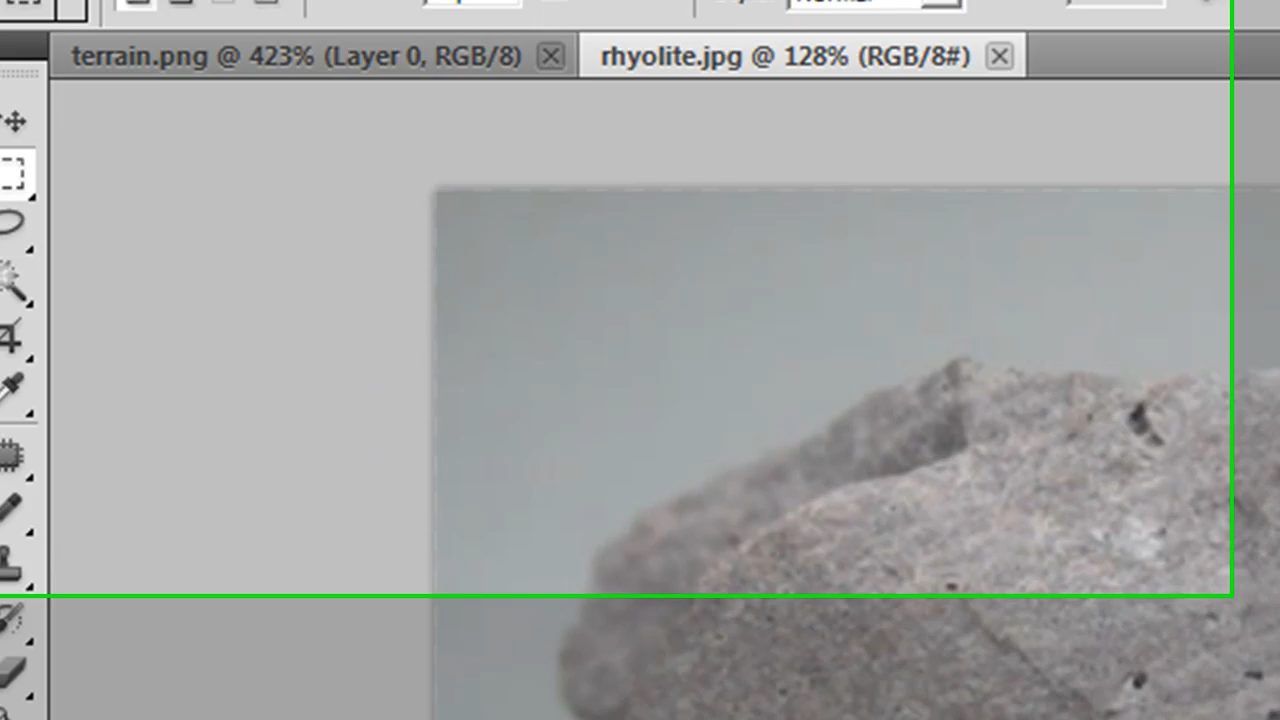 terrain.png @ 423% (Layer 0, RGB/8)
rhyolite.jpg @ 128% (RGB/8#)